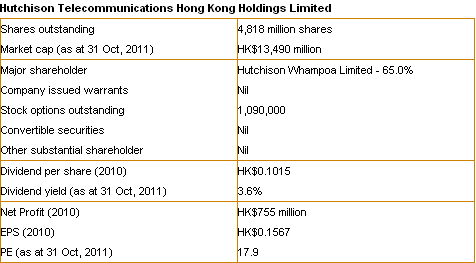 Hutchison Telecommunications Hong Kong Holdings Limited
Shares outstanding 4,818 million shares
Market cap (as at 31 Oct, 2011) HK$13,490 million
Major shareholder Hutchison Whampoa Limited - 65.0%
Company issued warrants Nil
Stock options outstanding 1,090,000
Convertible securities Nil
Other substantial shareholder Nil
Dividend per share (2010) HK$0.1015
Dividend yield (as at 31 Oct, 2011) 3.6%
Net Profit (2010) HK$755 million
EPS (2010) HK$0.1567
PE (as at 31 Oct, 2011) 17.9